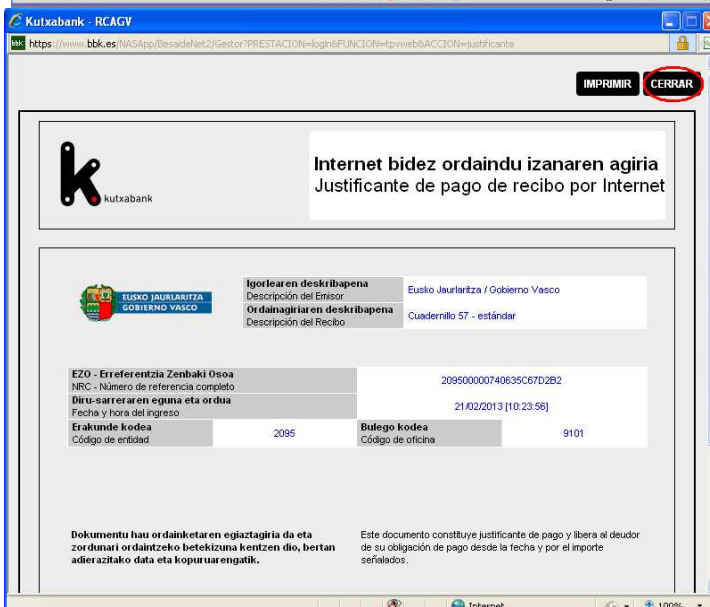 Kutxabank - RCAGV
bbk https://www.bbk.es/NASApp/BesaideNet2/Gestor?PRESTACION=login&FUNCION=tpvweb&ACCION=justificante
IMPRIMIR CERRAR
k kutxabank
Internet bidez ordaindu izanaren agiria
Justificante de pago de recibo por Internet
EUSKO JAURLARITZA
GOBIERNO VASCO
Igorlearen deskribapena
Descripción del Emisor
Eusko Jaurlaritza / Gobierno Vasco
Ordainagiriaren deskribapena
Descripción del Recibo
Cuadernillo 57 - estándar
EZO - Erreferentzia Zenbaki Osoa
NRC - Número de referencia completo
209500000740635C67D2B2
Diru-sarreraren eguna eta ordua
Fecha y hora del ingreso
21/02/2013 [10:23:56]
Erakunde kodea
Código de entidad
2095
Bulego kodea
Código de oficina
9101
Dokumentu hau ordainketaren egiaztagiria da eta
zordunari ordaintzeko betekizuna kentzen dio, bertan
adierazitako data eta kopuruarengatik.
Este documento constituye justificante de pago y libera al deudor
de su obligación de pago desde la fecha y por el importe
señalados.
Internet
100%